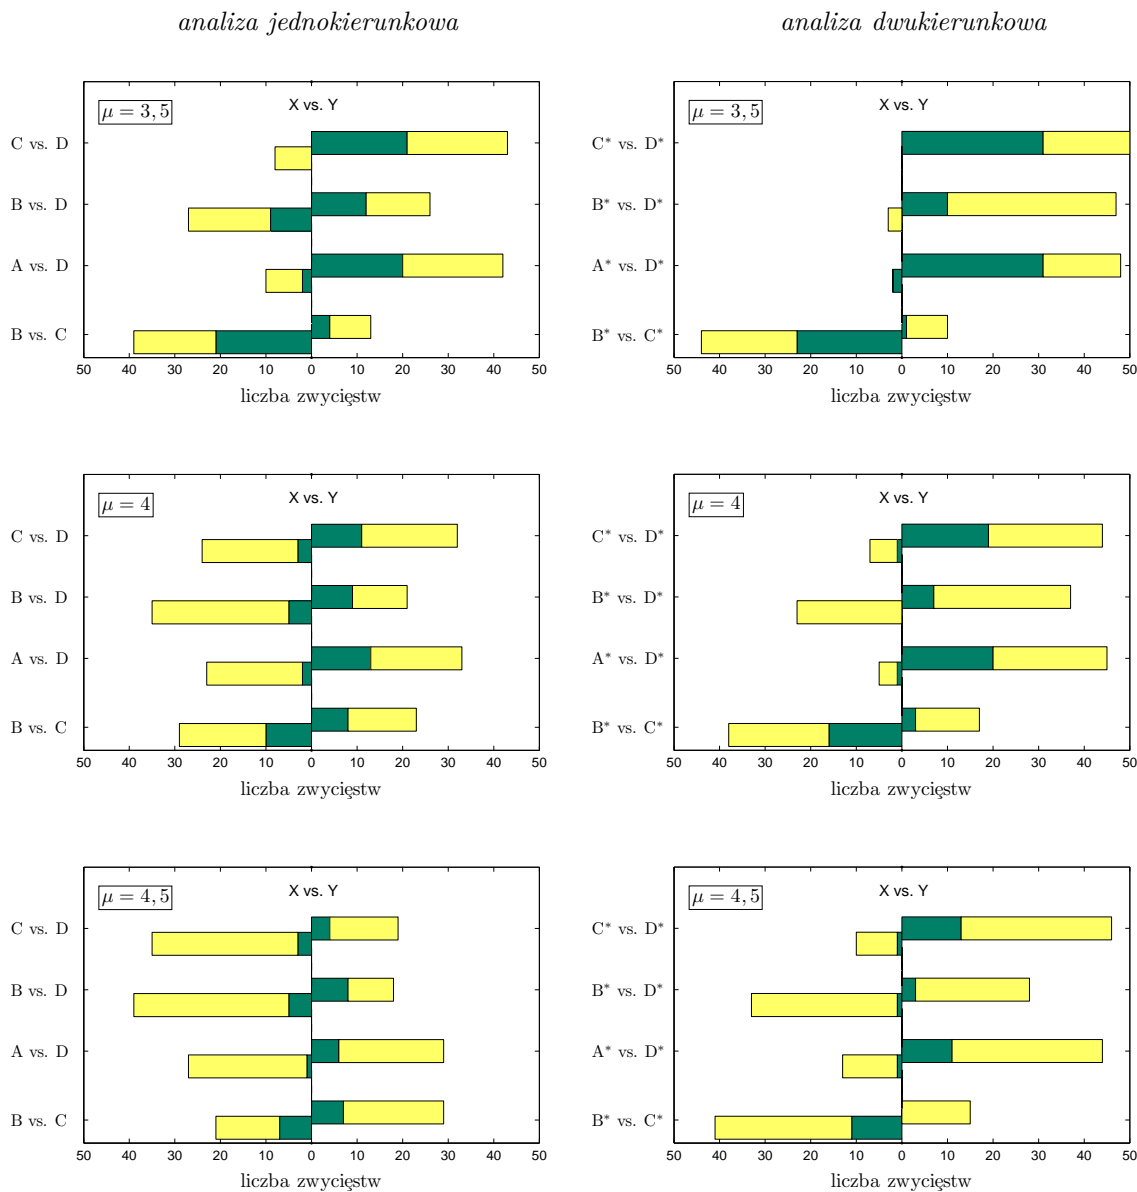 analiza jednokierunkowa
analiza dwukierunkowa
μ = 3, 5
X vs. Y
C vs. D
B vs. D
A vs. D
B vs. C
50 40 30 20 10 0 10 20 30 40 50
liczba zwycięstw
μ = 3, 5
X vs. Y
C* vs. D*
B* vs. D*
A* vs. D*
B* vs. C*
50 40 30 20 10 0 10 20 30 40 50
liczba zwycięstw
μ = 4
X vs. Y
C vs. D
B vs. D
A vs. D
B vs. C
50 40 30 20 10 0 10 20 30 40 50
liczba zwycięstw
μ = 4
X vs. Y
C* vs. D*
B* vs. D*
A* vs. D*
B* vs. C*
50 40 30 20 10 0 10 20 30 40 50
liczba zwycięstw
μ = 4, 5
X vs. Y
C vs. D
B vs. D
A vs. D
B vs. C
50 40 30 20 10 0 10 20 30 40 50
liczba zwycięstw
μ = 4, 5
X vs. Y
C* vs. D*
B* vs. D*
A* vs. D*
B* vs. C*
50 40 30 20 10 0 10 20 30 40 50
liczba zwycięstw